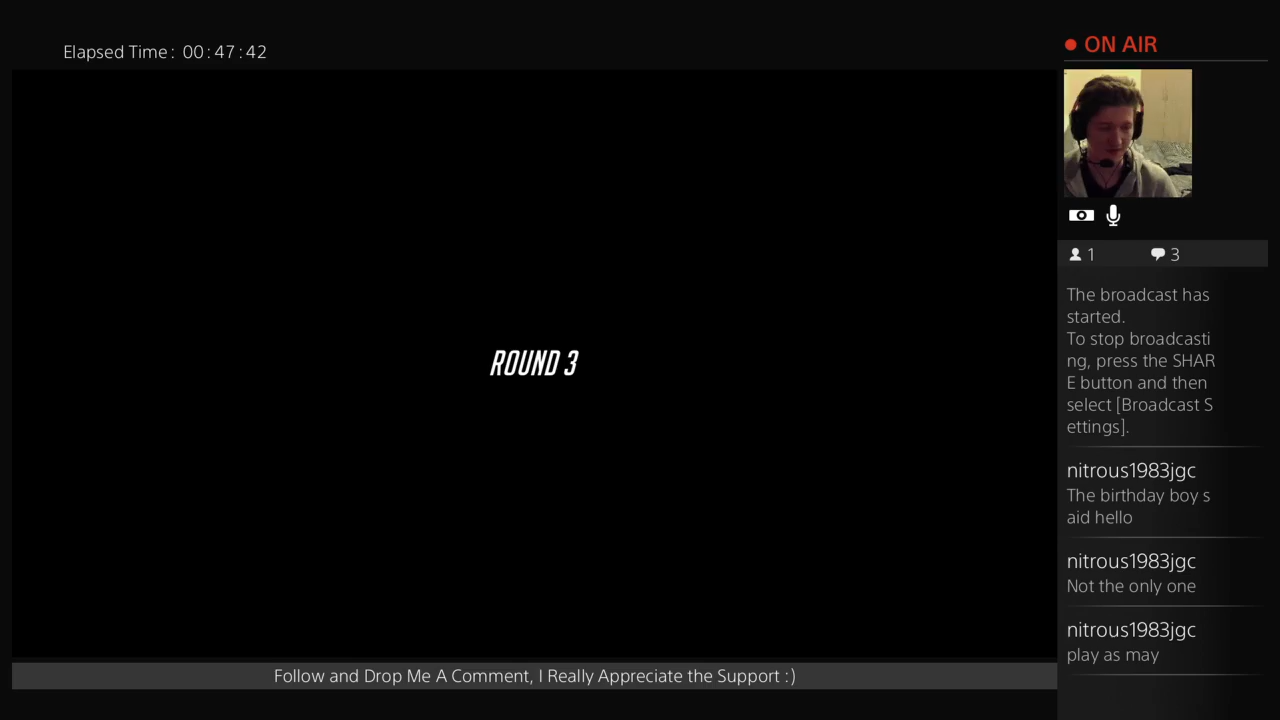 Elapsed Time: 00:47:42
ON AIR
1
3
The broadcast has
started.
To stop broadcasti
ng, press the SHAR
E button and then
select [Broadcast S
ettings].
nitrous1983jgc
The birthday boy s
aid hello
nitrous1983jgc
Not the only one
nitrous1983jgc
play as may
ROUND 3
Follow and Drop Me A Comment, I Really Appreciate the Support :)